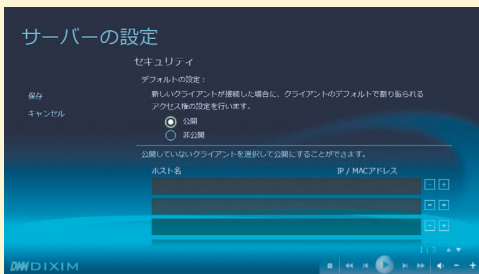 サーバーの設定
セキュリティ
デフォルトの設定：
保存
新しいクライアントが接続した場合に、クライアントのデフォルトで割り振られる
アクセス権の設定を行います。
キャンセル
公開
非公開
公開していないクライアントを選択して公開にすることができます。
ホスト名 IP / MACアドレス
1 / 2
DIXIM